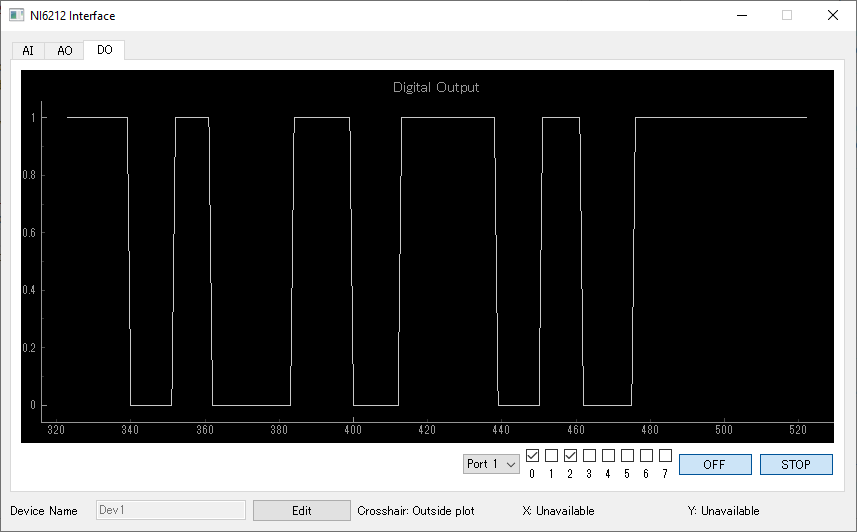 NI6212 Interface
AI AO DO
Digital Output
1
0.8
0.6
0.4
0.2
0
320 340 360 380 400 420 440 460 480 500 520
Port 1
0 1 2 3 4 5 6 7
OFF STOP
Device Name Dev1 Edit Crosshair: Outside plot X: Unavailable Y: Unavailable